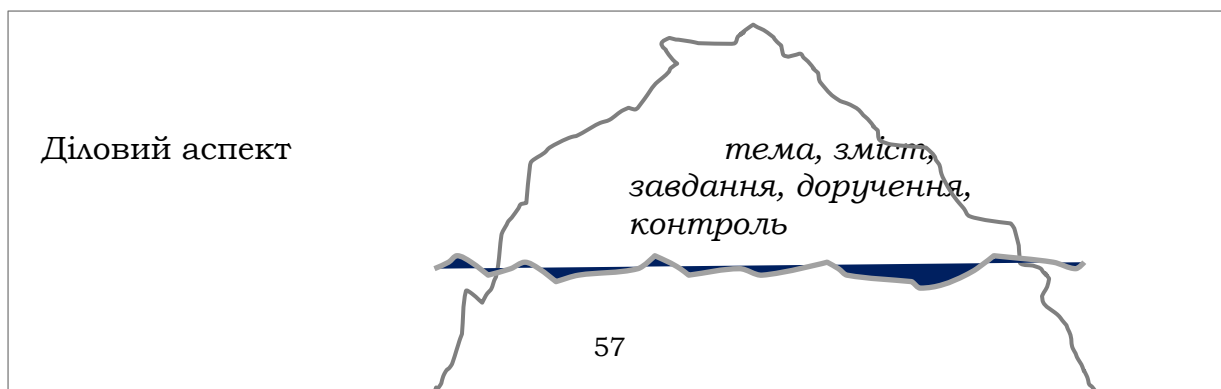 Діловий аспект
тема, зміст,
завдання, доручення,
контроль
57